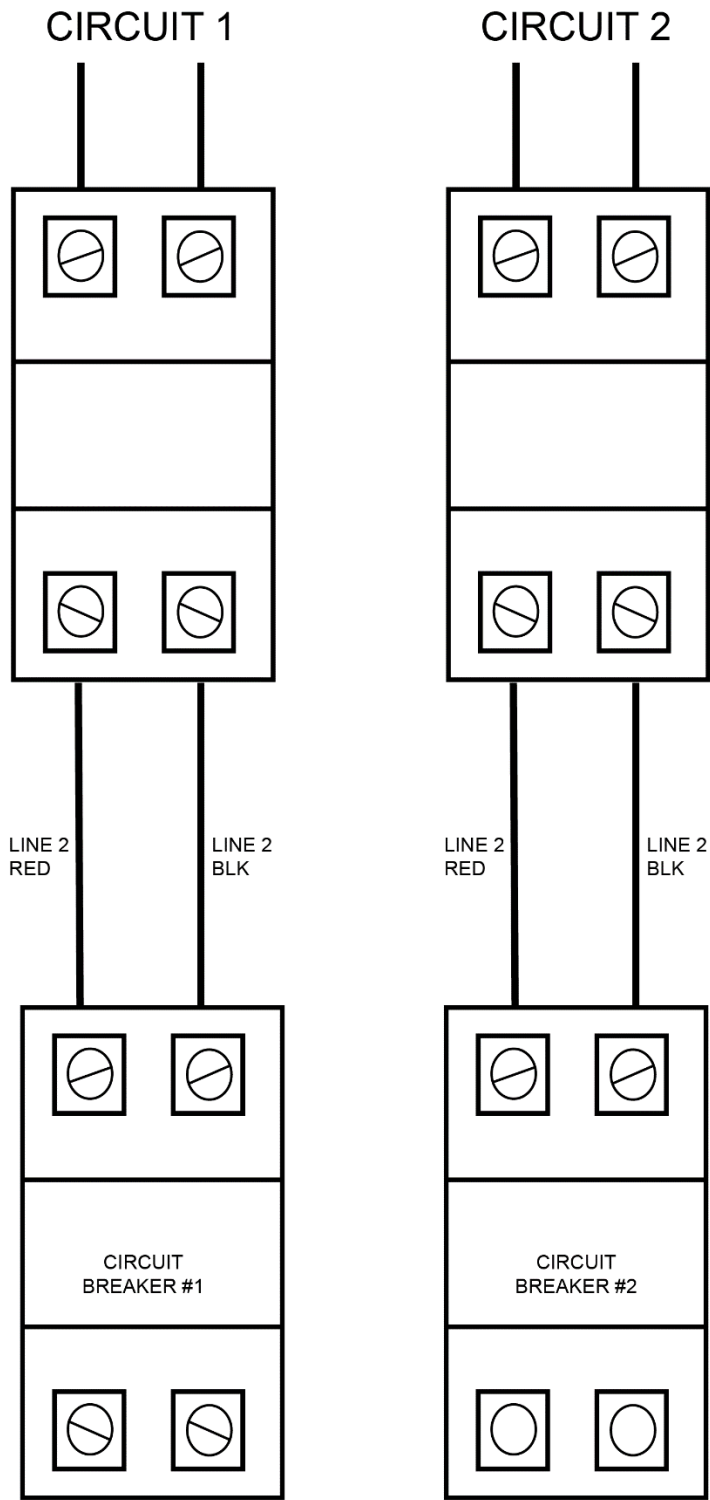 CIRCUIT 1
CIRCUIT 2
LINE 2
RED
LINE 2
BLK
LINE 2
RED
LINE 2
BLK
CIRCUIT
BREAKER #1
CIRCUIT
BREAKER #2